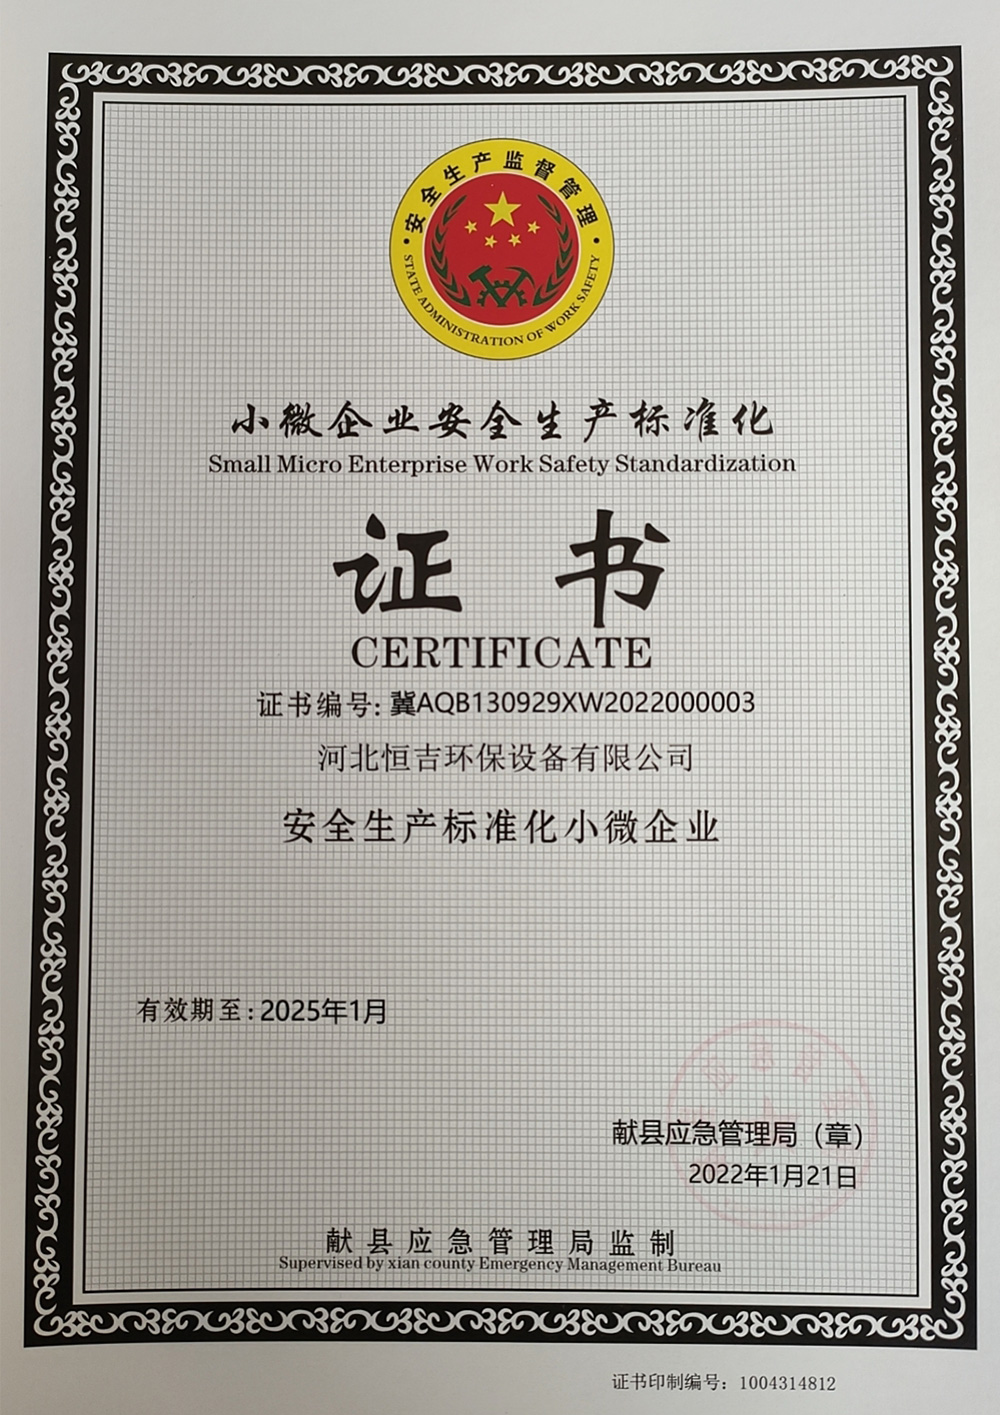 安全生产监督管理
STATE ADMINISTRATION OF WORK SAFETY
小微企业安全生产标准化
Small Micro Enterprise Work Safety Standardization
证书
CERTIFICATE
证书编号: 冀AQB130929XW2022000003
河北恒吉环保设备有限公司
安全生产标准化小微企业
有效期至: 2025年1月
献县应急管理局（章）
2022年1月21日
献县应急管理局监制
Supervised by xian county Emergency Management Bureau
证书印制编号: 1004314812